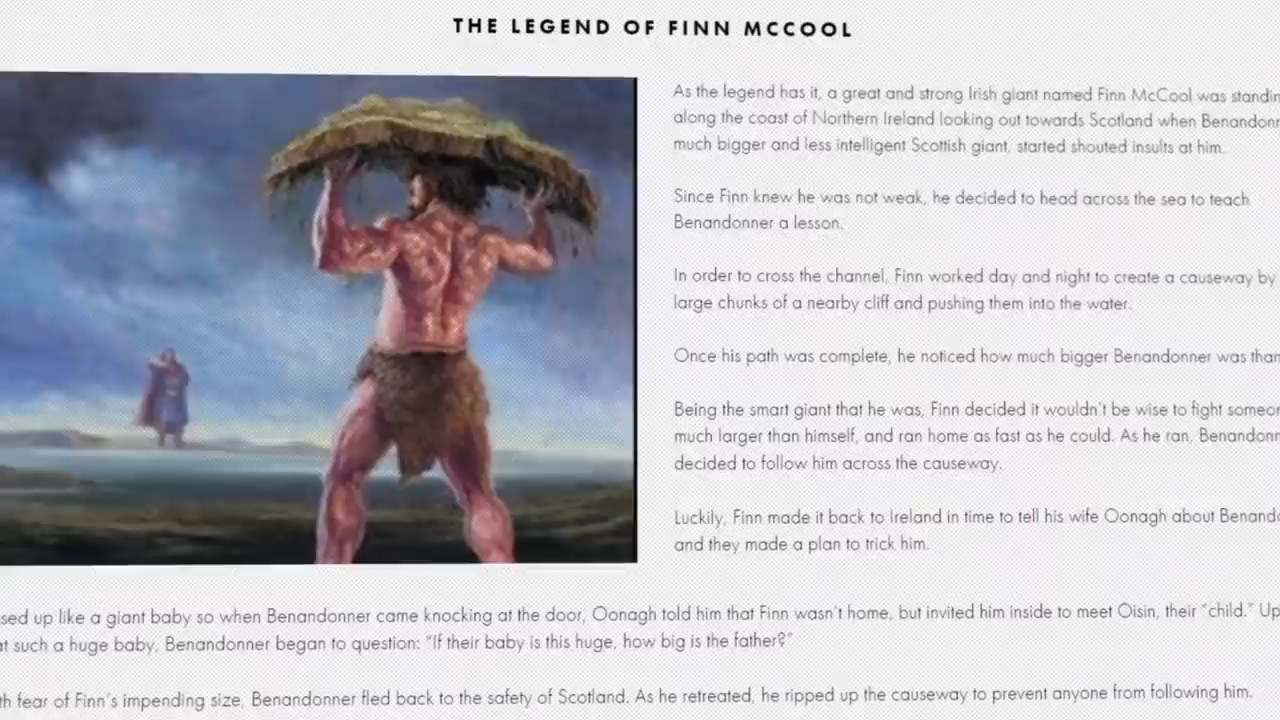 THE LEGEND OF FINN MCCOOL
As the legend has it, a great and strong Irish giant named Finn McCool was
along the coast of Northern Ireland looking out towards Scotland when
much bigger and less intelligent Scottish giant, started shouted insults at him.
Since Finn knew he was not weak, he decided to head across the sea to teach
Benandonner a lesson.
In order to cross the channel, Finn worked day and night to create a causeway by
large chunks of a nearby cliff and pushing them into the water.
Once his path was complete, he noticed how much bigger Benandonner was than
Being the smart giant that he was, Finn decided it wouldn't be wise to fight
much larger than himself, and ran home as fast as he could. As he ran,
decided to follow him across the causeway.
Luckily, Finn made it back to Ireland in time to tell his wife Oonagh about
and they made a plan to trick him.
up like a giant baby so when Benandonner came knocking at the door, Oonagh told him that Finn wasn't home, but invited him inside to meet Oisin, their "child."
such a huge baby, Benandonner began to question: "If their baby is this huge, how big is the father?"
fear of Finn's impending size, Benandonner fled back to the safety of Scotland. As he retreated, he ripped up the causeway to prevent anyone from following him.